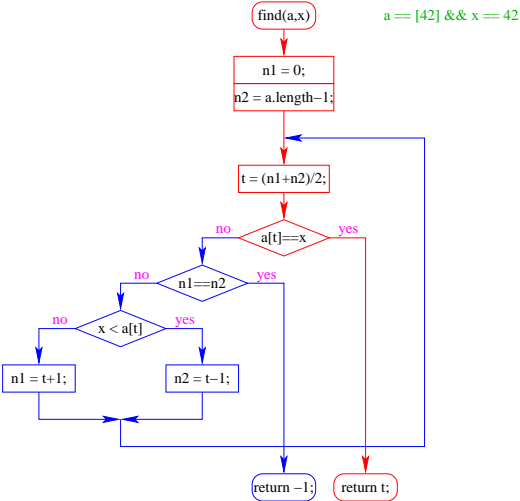 find(a,x)
a == [42] && x == 42
n1 = 0;
n2 = a.length−1;
t = (n1+n2)/2;
no
yes
a[t]==x
no
yes
n1==n2
no
yes
x < a[t]
n1 = t+1;
n2 = t−1;
return −1;
return t;